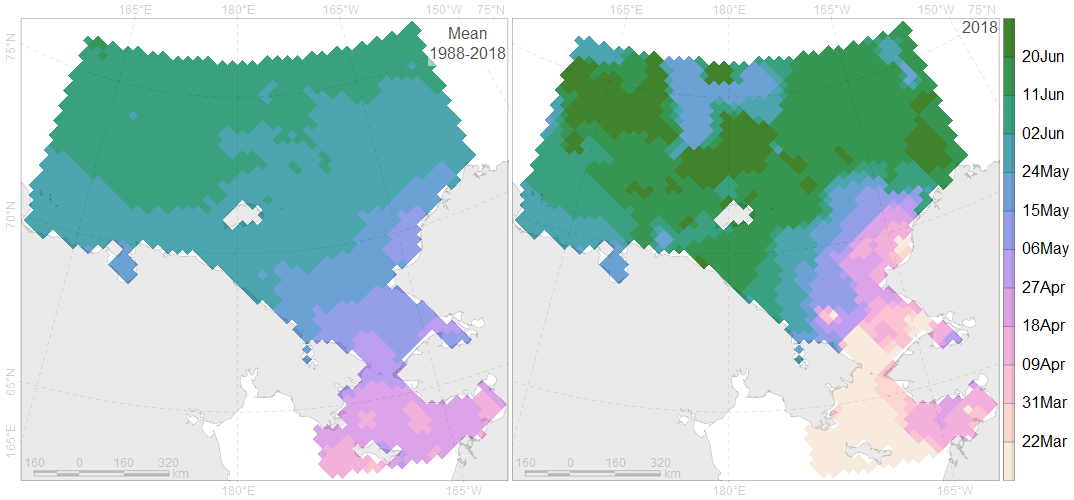 165°E 180°E 165°W 150°W 75°N
165°E 180°E 165°W 150°W 75°N
Mean
1988-2018
2018
75°N
70°N
65°N
165°E
20Jun
11Jun
02Jun
24May
15May
06May
27Apr
18Apr
09Apr
31Mar
22Mar
160 0 160 320
km
160 0 160 320
km
180°E 165°W
180°E 165°W